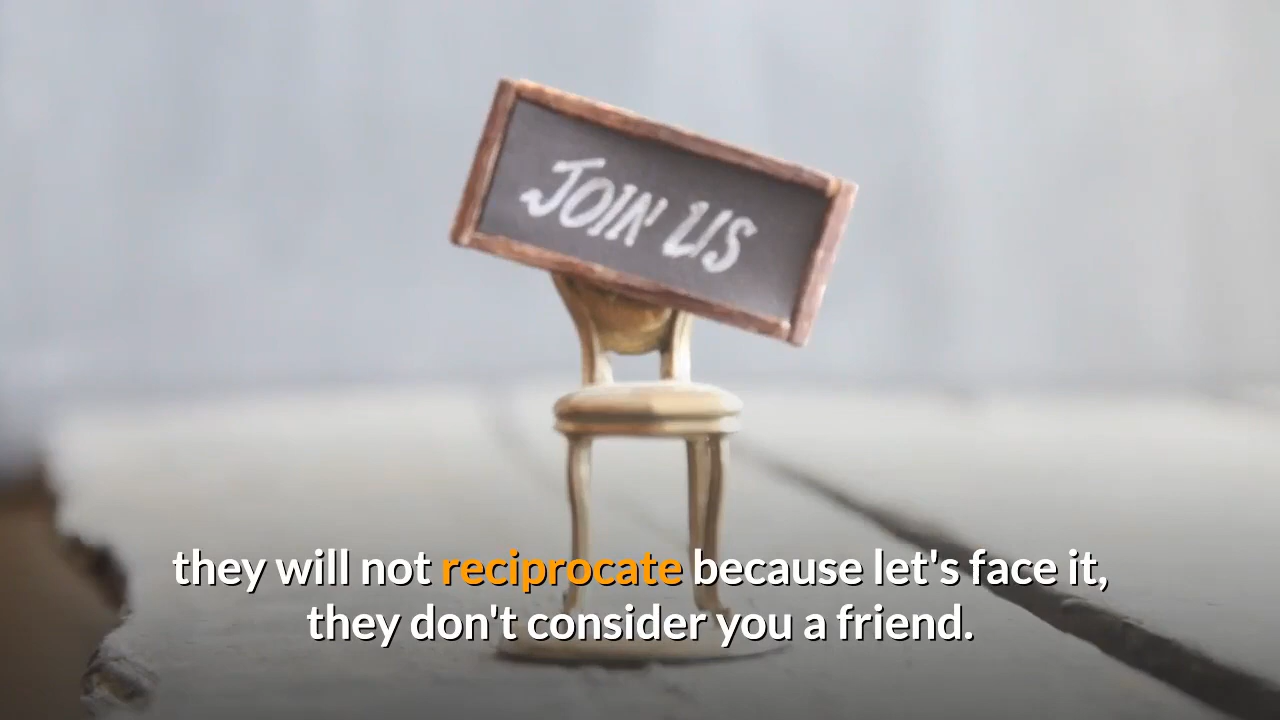 JOIN US
they will not reciprocate because let's face it,
they don't consider you a friend.